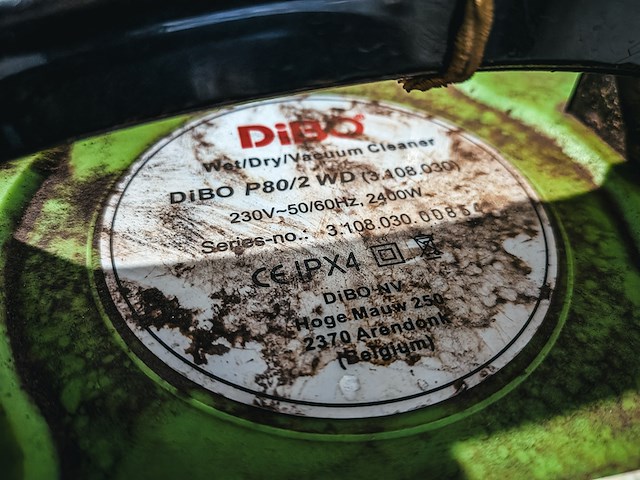 DiBO
Wet/Dry/Vacuum Cleaner
DiBO P80/2 WD (3.108.030)
230V~50/60Hz, 2400W
Series-no.: 3.108.030.
CE IPX4
DiBO NV
Hoge Mauw 250
2370 Arendonk
(Belgium)